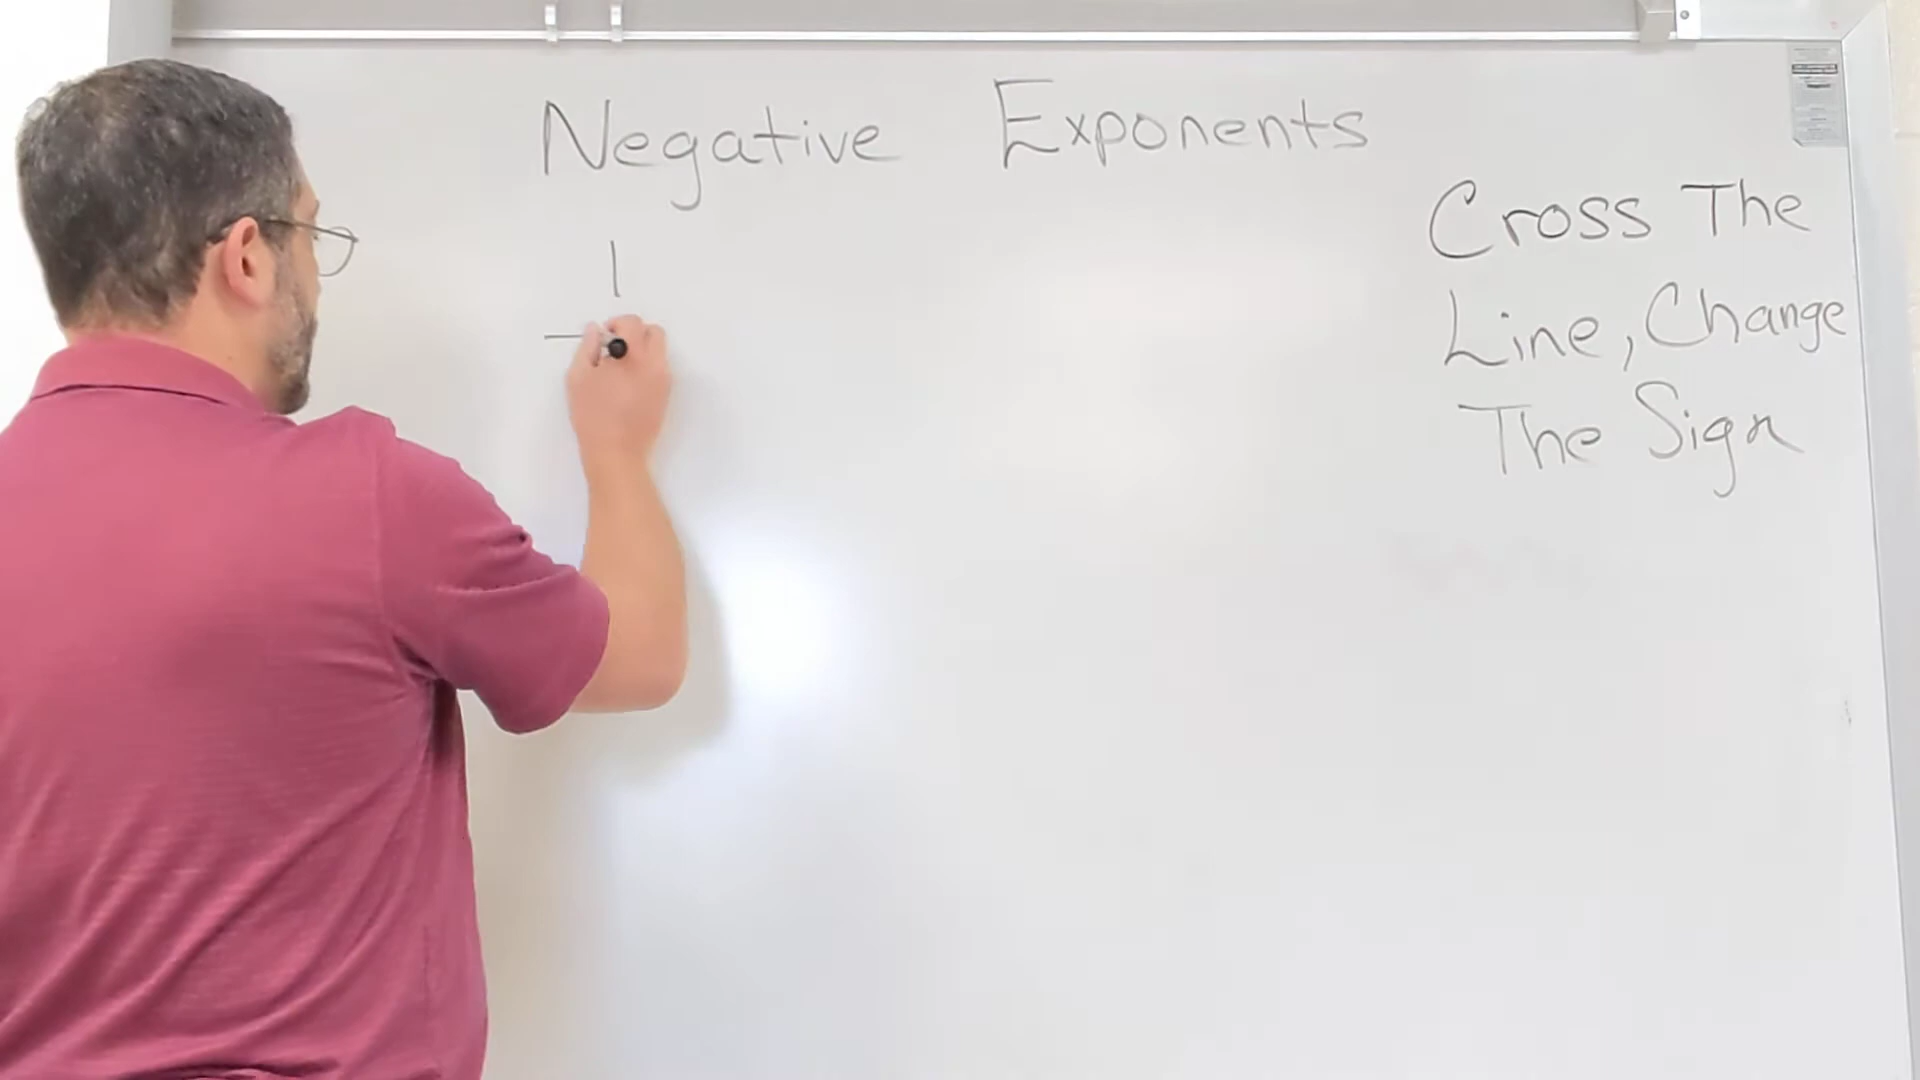 Negative Exponents
Cross The
Line, Change
The Sign
1